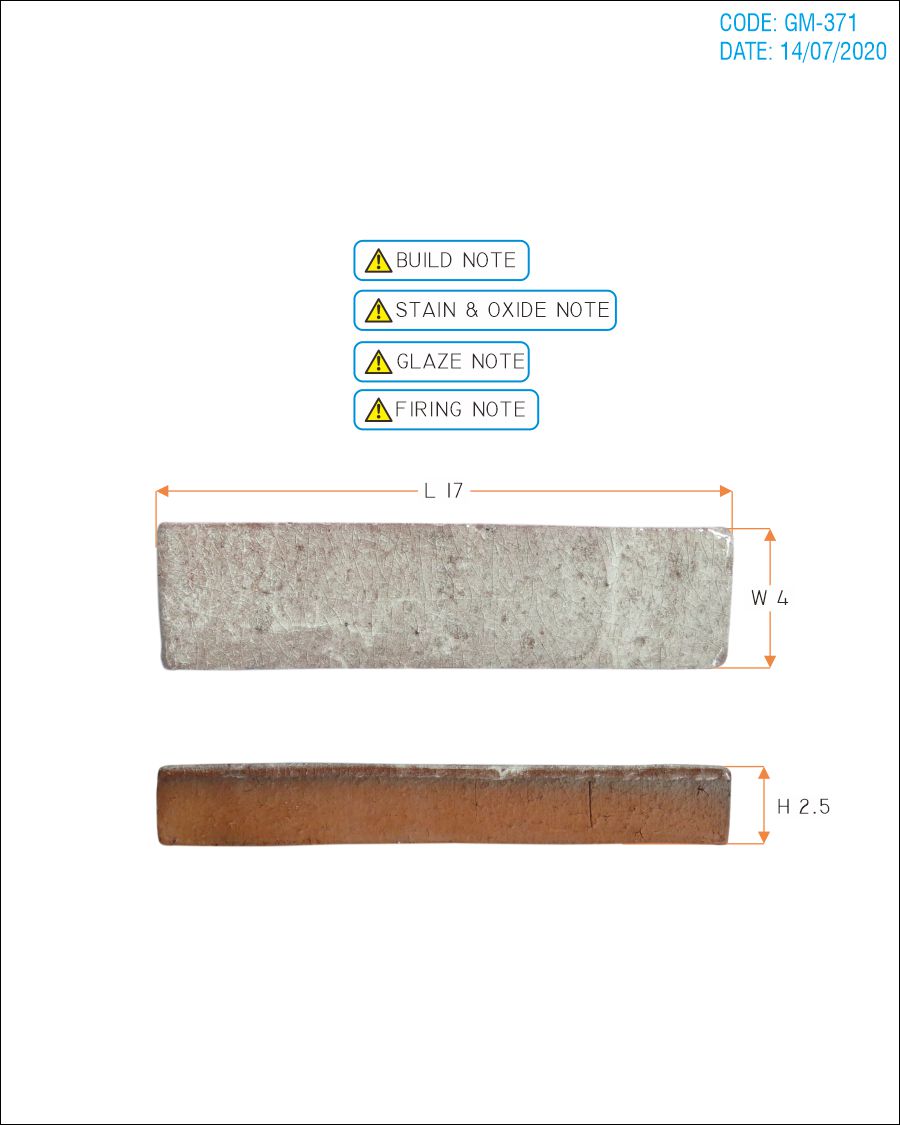 CODE: GM-371
DATE: 14/07/2020
BUILD NOTE
STAIN & OXIDE NOTE
GLAZE NOTE
FIRING NOTE
L 17
W 4
H 2.5